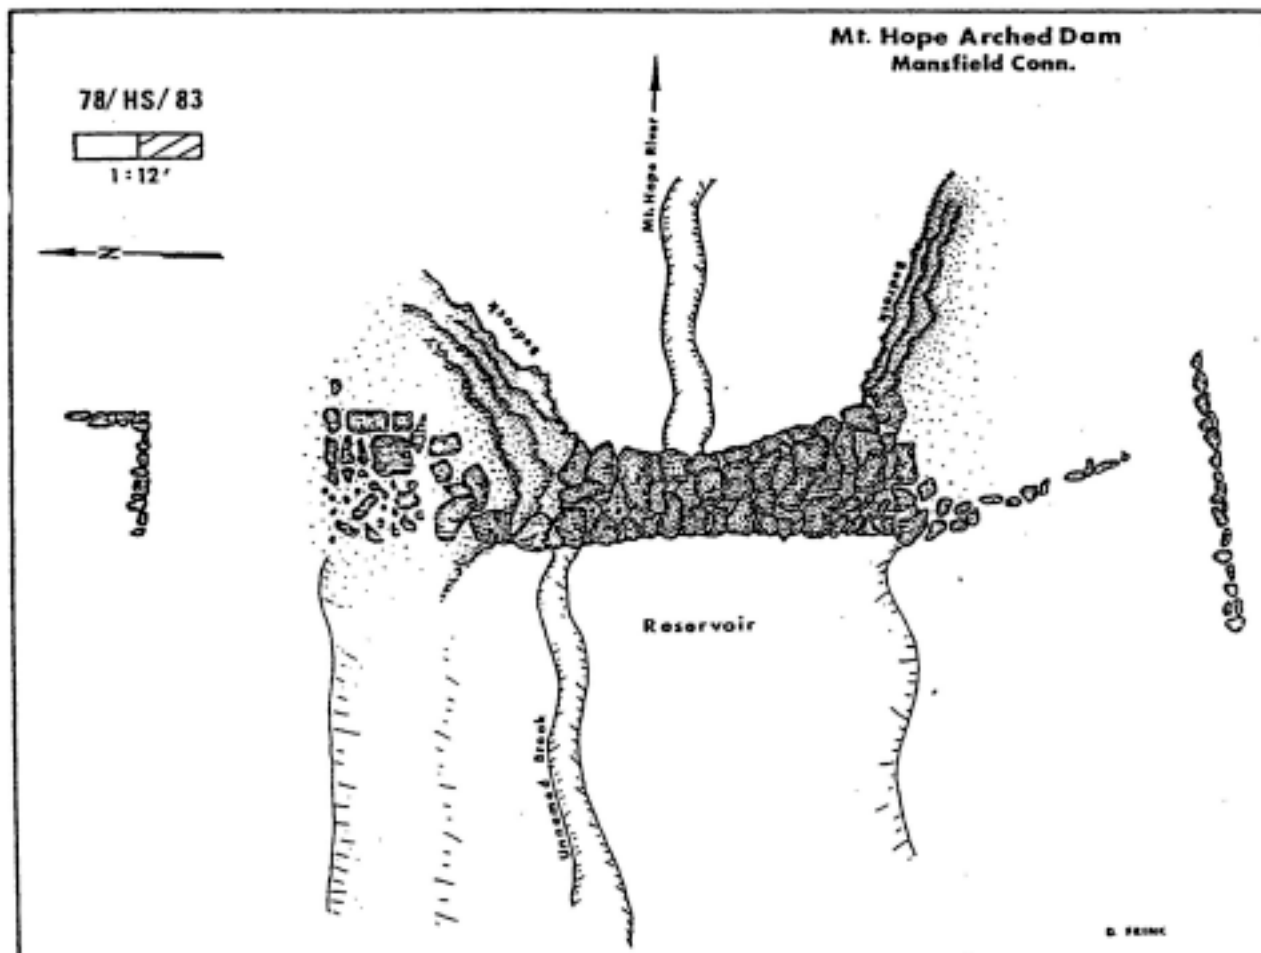 Mt. Hope Arched Dam
Mansfield Conn.
78/HS/83
1:12'
N
Mt. Hope River
Bedrock
Bedrock
Reservoir
Unnamed Brook
D. FRINK